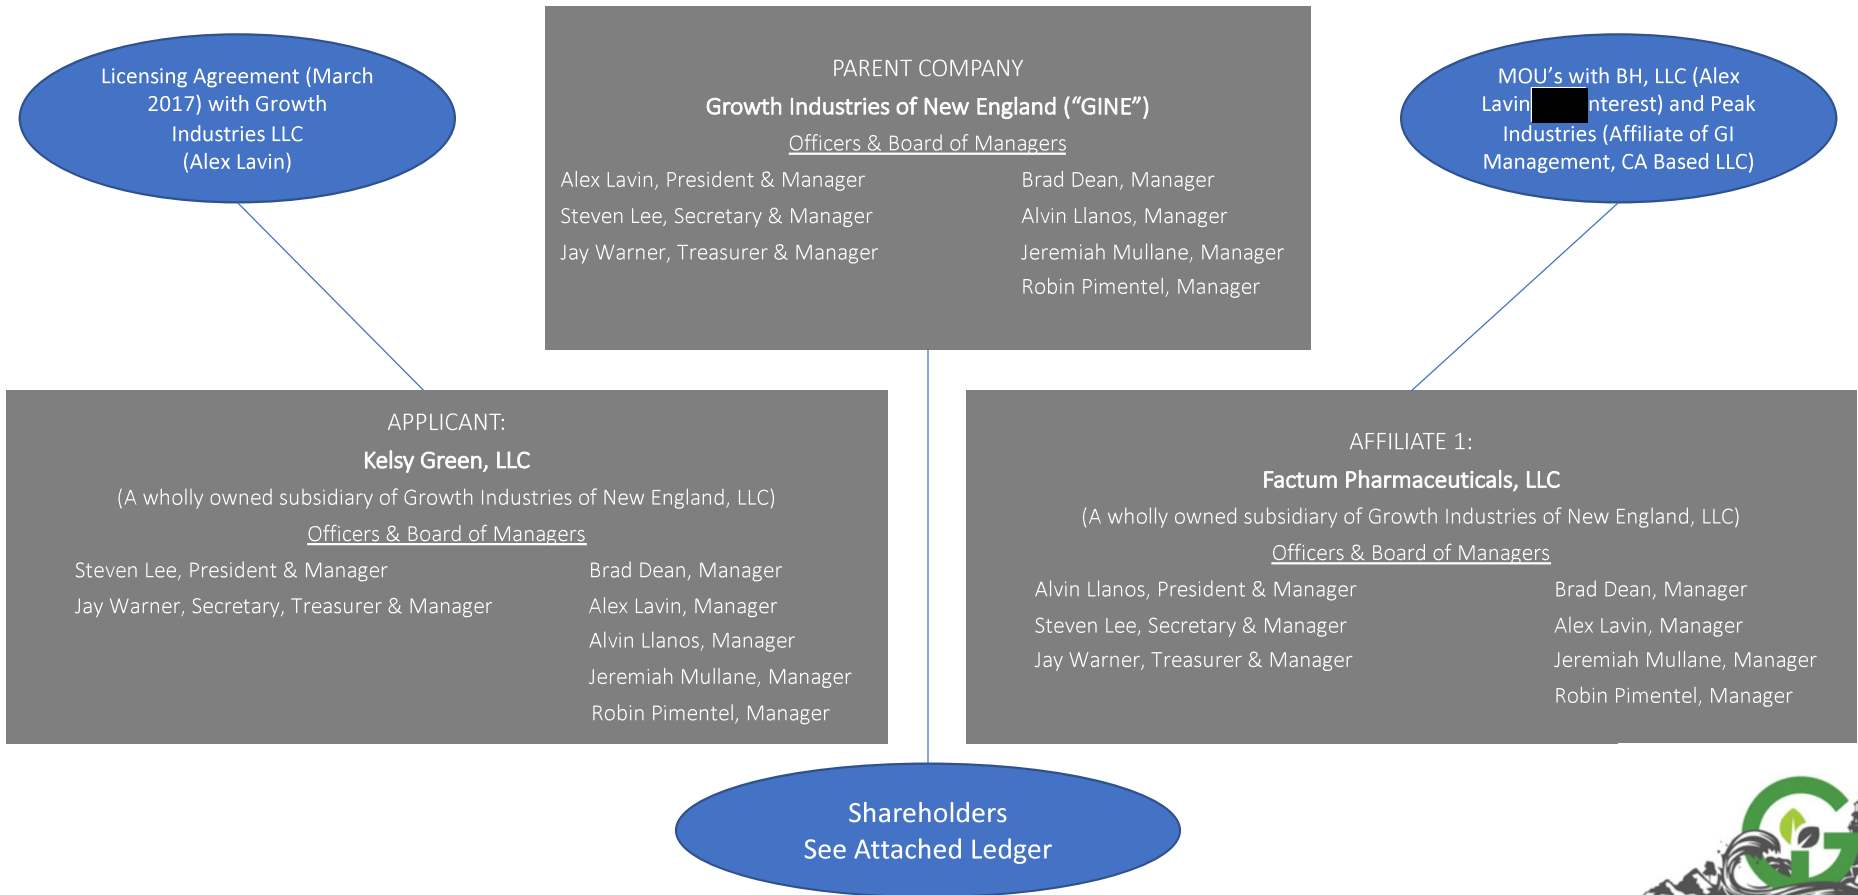 Licensing Agreement (March
2017) with Growth
Industries LLC
(Alex Lavin)
PARENT COMPANY
Growth Industries of New England (“GINE”)
Officers & Board of Managers
Alex Lavin, President & Manager
Steven Lee, Secretary & Manager
Jay Warner, Treasurer & Manager
Brad Dean, Manager
Alvin Llanos, Manager
Jeremiah Mullane, Manager
Robin Pimentel, Manager
MOU’s with BH, LLC (Alex
Lavin nterest) and Peak
Industries (Affiliate of GI
Management, CA Based LLC)
APPLICANT:
Kelsy Green, LLC
(A wholly owned subsidiary of Growth Industries of New England, LLC)
Officers & Board of Managers
Steven Lee, President & Manager
Jay Warner, Secretary, Treasurer & Manager
Brad Dean, Manager
Alex Lavin, Manager
Alvin Llanos, Manager
Jeremiah Mullane, Manager
Robin Pimentel, Manager
AFFILIATE 1:
Factum Pharmaceuticals, LLC
(A wholly owned subsidiary of Growth Industries of New England, LLC)
Officers & Board of Managers
Alvin Llanos, President & Manager
Steven Lee, Secretary & Manager
Jay Warner, Treasurer & Manager
Brad Dean, Manager
Alex Lavin, Manager
Jeremiah Mullane, Manager
Robin Pimentel, Manager
Shareholders
See Attached Ledger